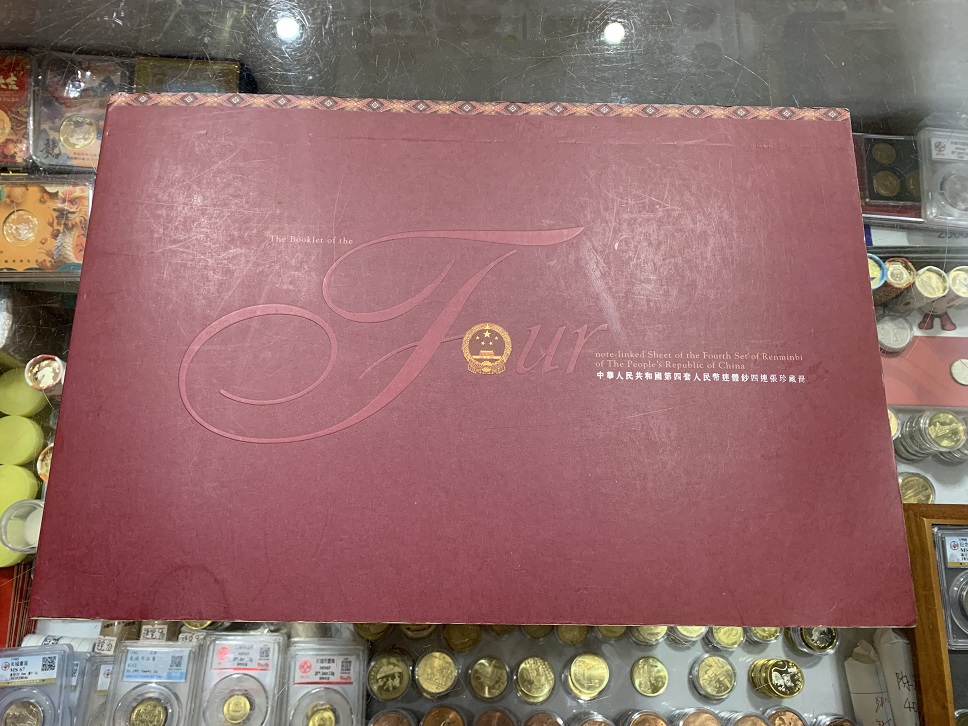 The Booklet of the
Four
note-linked Sheet of the Fourth Set of Renminbi
of The People's Republic of China
中華人民共和國第四套人民幣連體鈔四連張珍藏冊